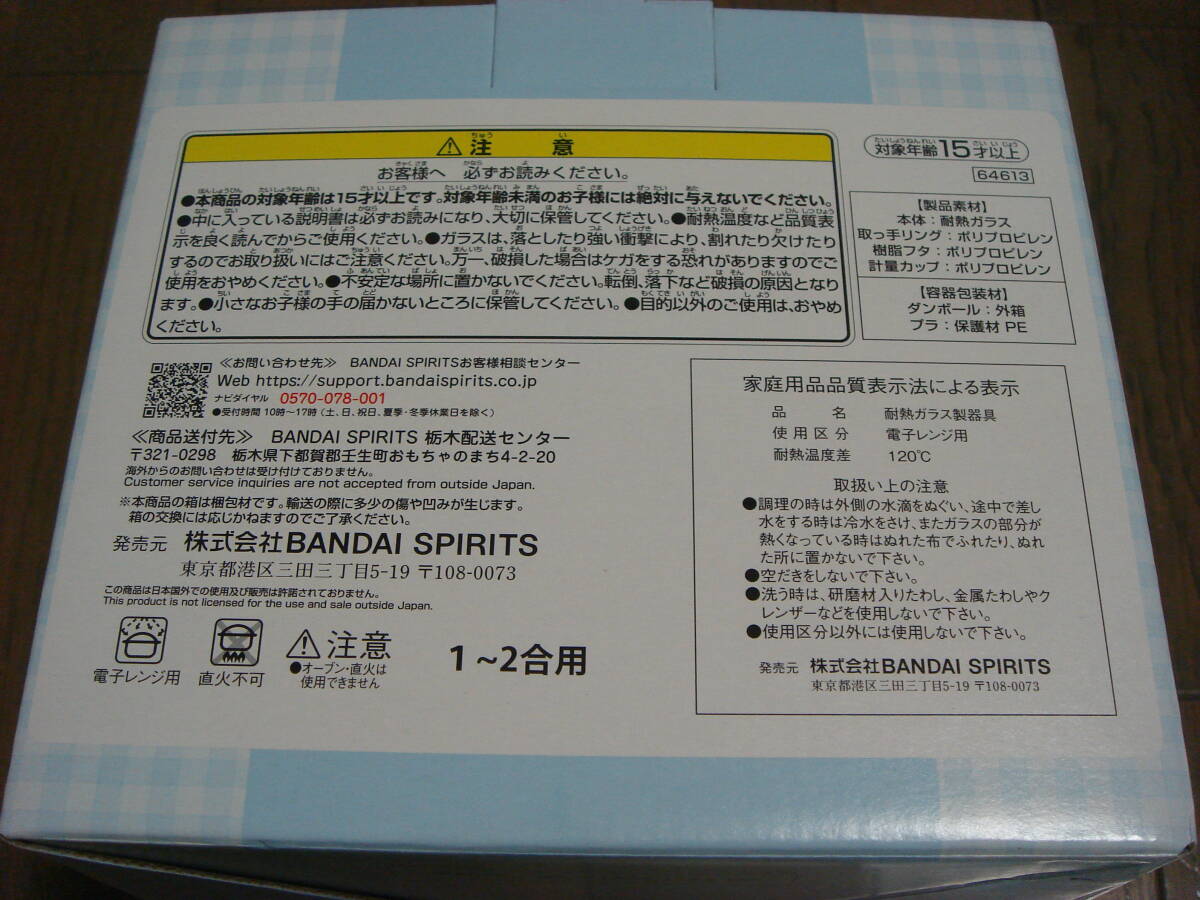 ⚠注意
お客様へ 必ずお読みください。
●本商品の対象年齢は15才以上です。対象年齢未満のお子様には絶対に与えないでください。
●中に入っている説明書は必ずお読みになり、大切に保管してください。●耐熱温度など品質表
示を良く読んでからご使用ください。●ガラスは、落としたり強い衝撃により、割れたり欠けたり
するのでお取り扱いにはご注意ください。万一、破損した場合はケガをする恐れがありますのでご
使用をおやめください。●不安定な場所に置かないでください。転倒、落下など破損の原因となり
ます。●小さなお子様の手の届かないところに保管してください。●目的以外のご使用は、おやめ
ください。
対象年齢15才以上
64613
【製品素材】
本体：耐熱ガラス
取っ手リング：ポリプロピレン
樹脂フタ：ポリプロピレン
計量カップ：ポリプロピレン
【容器包装材】
ダンボール：外箱
プラ：保護材 PE
≪お問い合わせ先≫ BANDAI SPIRITSお客様相談センター
Web https://support.bandaispirits.co.jp
ナビダイヤル 0570-078-001
●受付時間 10時～17時（土、日、祝日、夏季・冬季休業日を除く）
≪商品送付先≫ BANDAI SPIRITS 栃木配送センター
〒321-0298 栃木県下都賀郡壬生町おもちゃのまち4-2-20
海外からのお問い合わせは受け付けておりません。
Customer service inquiries are not accepted from outside Japan.
※本商品の箱は梱包材です。輸送の際に多少の傷や凹みが生じます。
箱の交換には応じかねますのでご了承ください。
発売元 株式会社BANDAI SPIRITS
東京都港区三田三丁目5-19 〒108-0073
この商品は日本国外での使用及び販売は許諾されておりません。
This product is not licensed for the use and sale outside Japan.
電子レンジ用
直火不可
⚠注意
●オーブン・直火は
使用できません
1～2合用
家庭用品品質表示法による表示
品名 耐熱ガラス製器具
使用区分 電子レンジ用
耐熱温度差 120℃
取扱い上の注意
●調理の時は外側の水滴をぬぐい、途中で差し
水をする時は冷水をさけ、またガラスの部分が
熱くなっている時はぬれた布でふれたり、ぬれ
た所に置かないで下さい。
●空だきをしないで下さい。
●洗う時は、研磨材入りたわし、金属たわしやク
レンザーなどを使用しないで下さい。
●使用区分以外には使用しないで下さい。
発売元 株式会社BANDAI SPIRITS
東京都港区三田三丁目5-19 〒108-0073